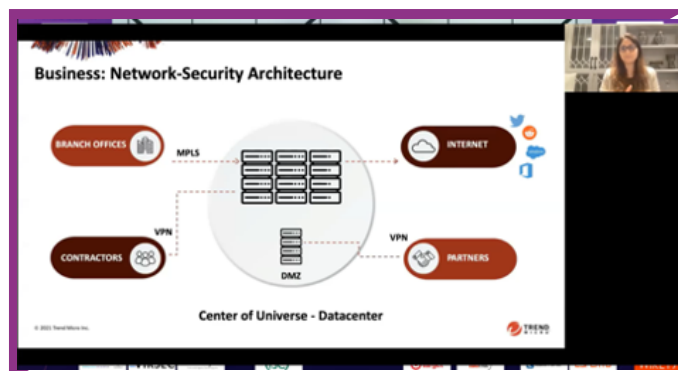 Business: Network-Security Architecture
BRANCH OFFICES
MPLS
INTERNET
VPN
CONTRACTORS
VPN
PARTNERS
DMZ
Center of Universe - Datacenter
© 2021 Trend Micro Inc.
TREND
MICRO